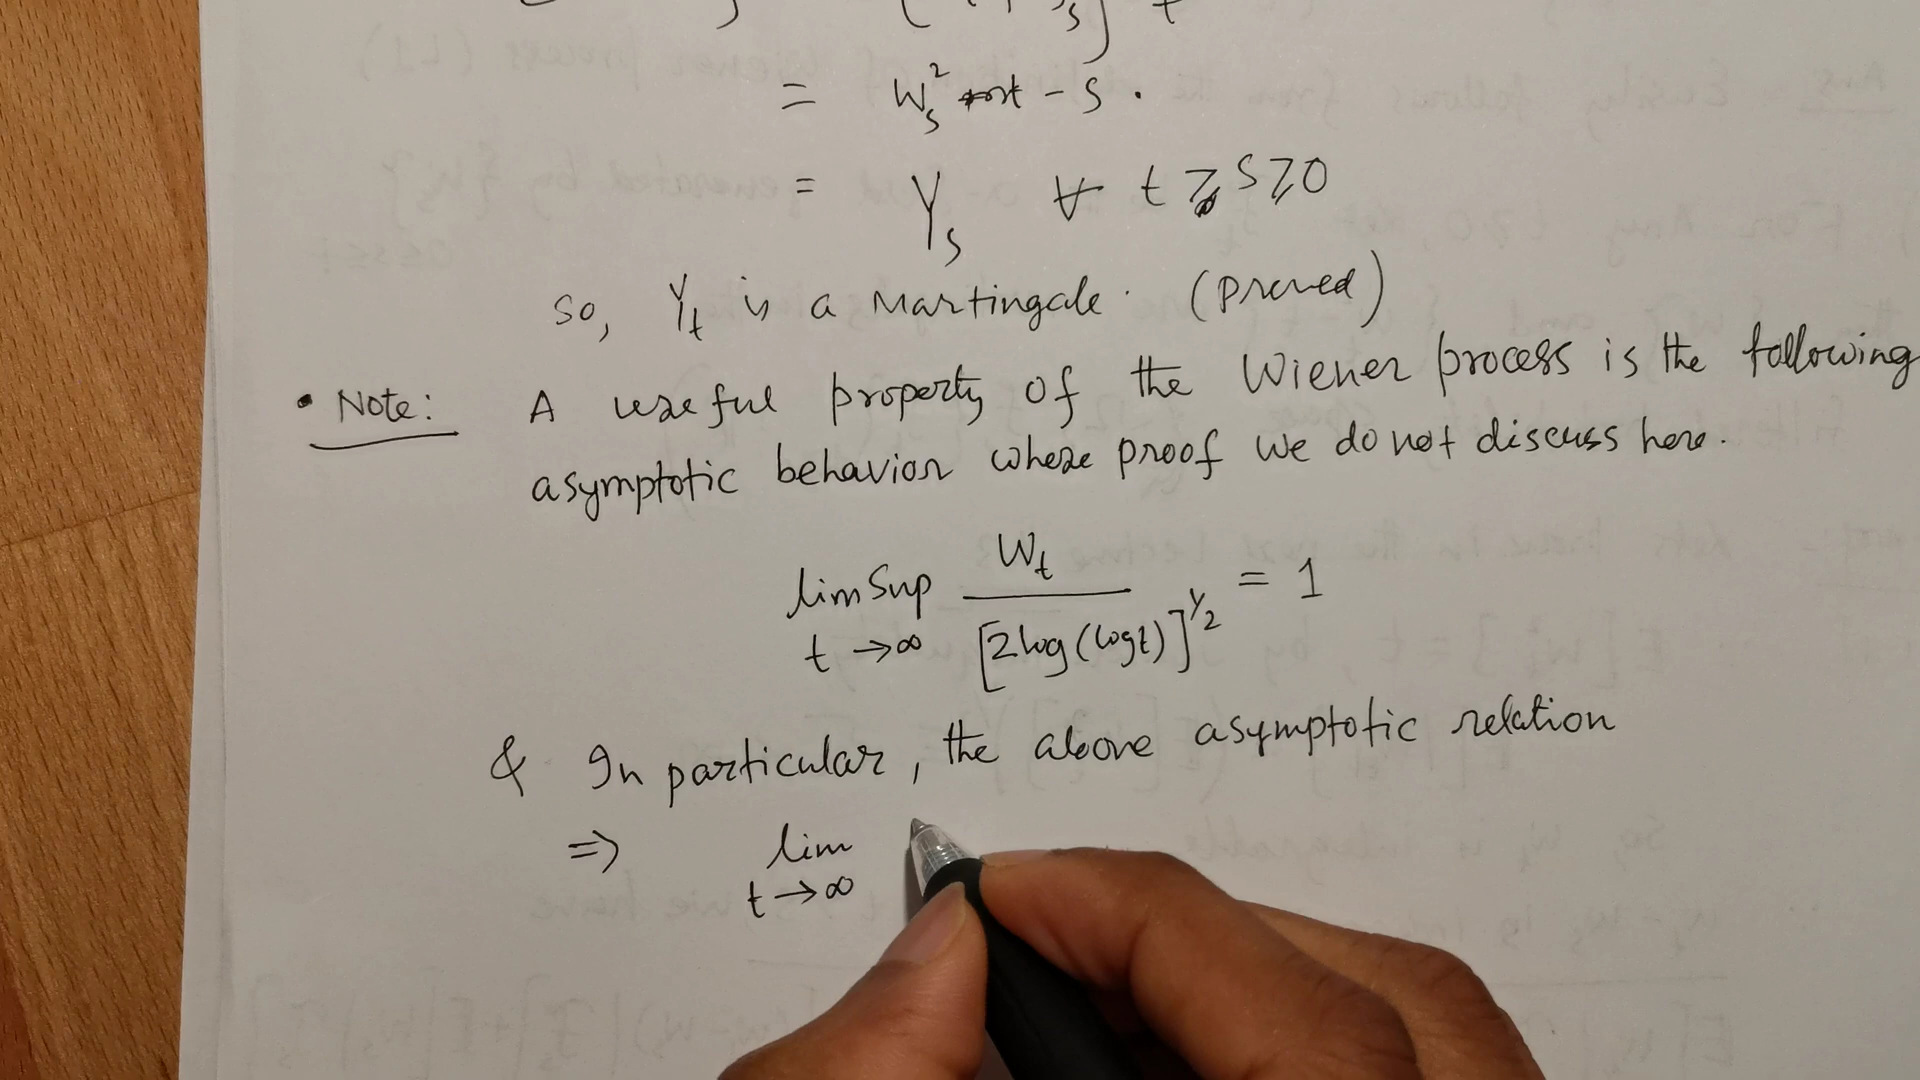 = W_s^2 - s .
= Y_s ∀ t ⩾ s ⩾ 0
so, Y_t is a Martingale. (proved)
• Note: A useful property of the Wiener process is the following
asymptotic behavior whose proof we do not discuss here.
lim sup_{t → ∞} W_t / [2 log (log t)]^{1/2} = 1
& In particular, the above asymptotic relation
⇒ lim_{t → ∞}